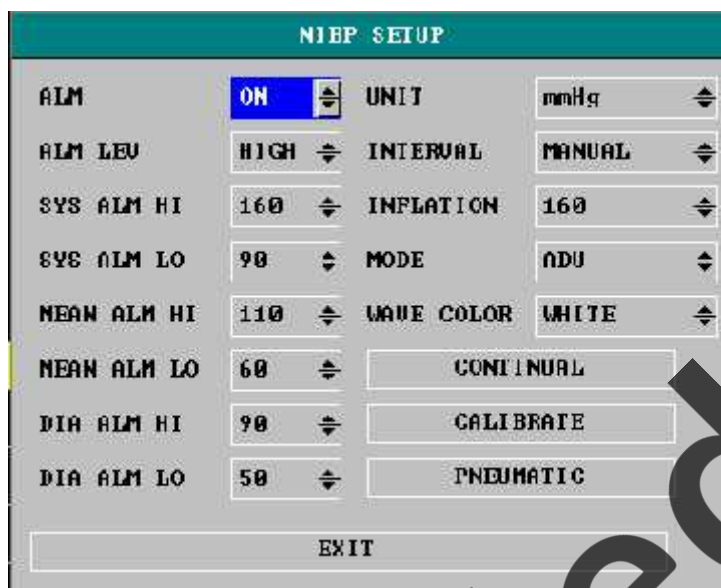 NIBP SETUP
ALM ON UNIT mmHg
ALM LEV HIGH INTERVAL MANUAL
SYS ALM HI 160 INFLATION 160
SYS ALM LO 90 MODE ADU
MEAN ALM HI 110 WAVE COLOR WHITE
MEAN ALM LO 60 CONTINUAL
DIA ALM HI 90 CALIBRATE
DIA ALM LO 50 PNEUMATIC
EXIT